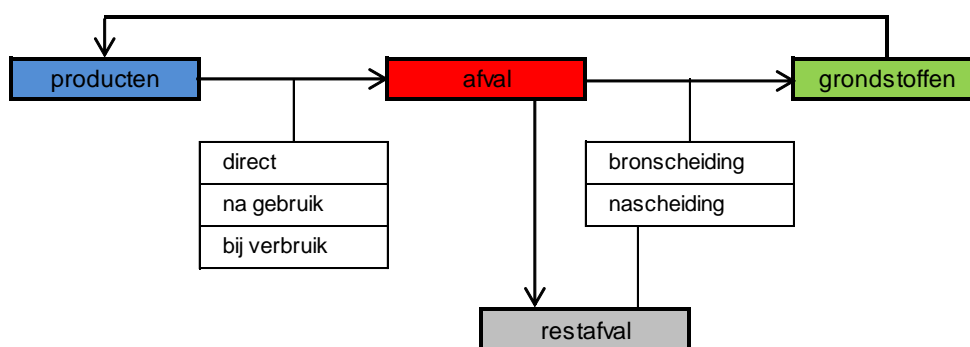 producten
afval
grondstoffen
direct
na gebruik
bij verbruik
bronscheiding
nascheiding
restafval